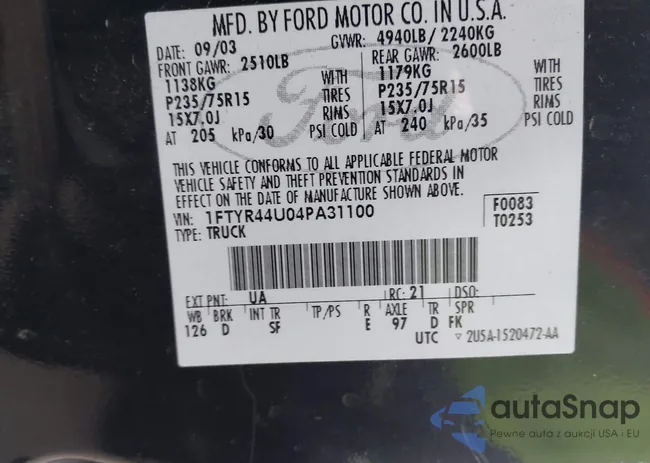 MFD. BY FORD MOTOR CO. IN U.S.A.
DATE: 09/03 GVWR: 4940LB/ 2240KG
FRONT GAWR: 2510LB REAR GAWR: 2600LB
1138KG WITH 1179KG WITH
P235/75R15 TIRES P235/75R15 TIRES
15X7.0J RIMS 15X7.0J RIMS
AT 205 kPa/30 PSI COLD AT 240 kPa/35 PSI COLD
Ford
THIS VEHICLE CONFORMS TO ALL APPLICABLE FEDERAL MOTOR
VEHICLE SAFETY AND THEFT PREVENTION STANDARDS IN
EFFECT ON THE DATE OF MANUFACTURE SHOWN ABOVE.
VIN: 1FTYR44U04PA31100 F0083
TYPE: TRUCK T0253
EXT PNT: UA RC: 21 DSO:
WB BRK INT TR TP/PS R AXLE TR SPR
126 D SF E 97 D FK
UTC ▽ 2U5A-1520472-AA
autaSnap
Pewne auta z aukcji USA i EU